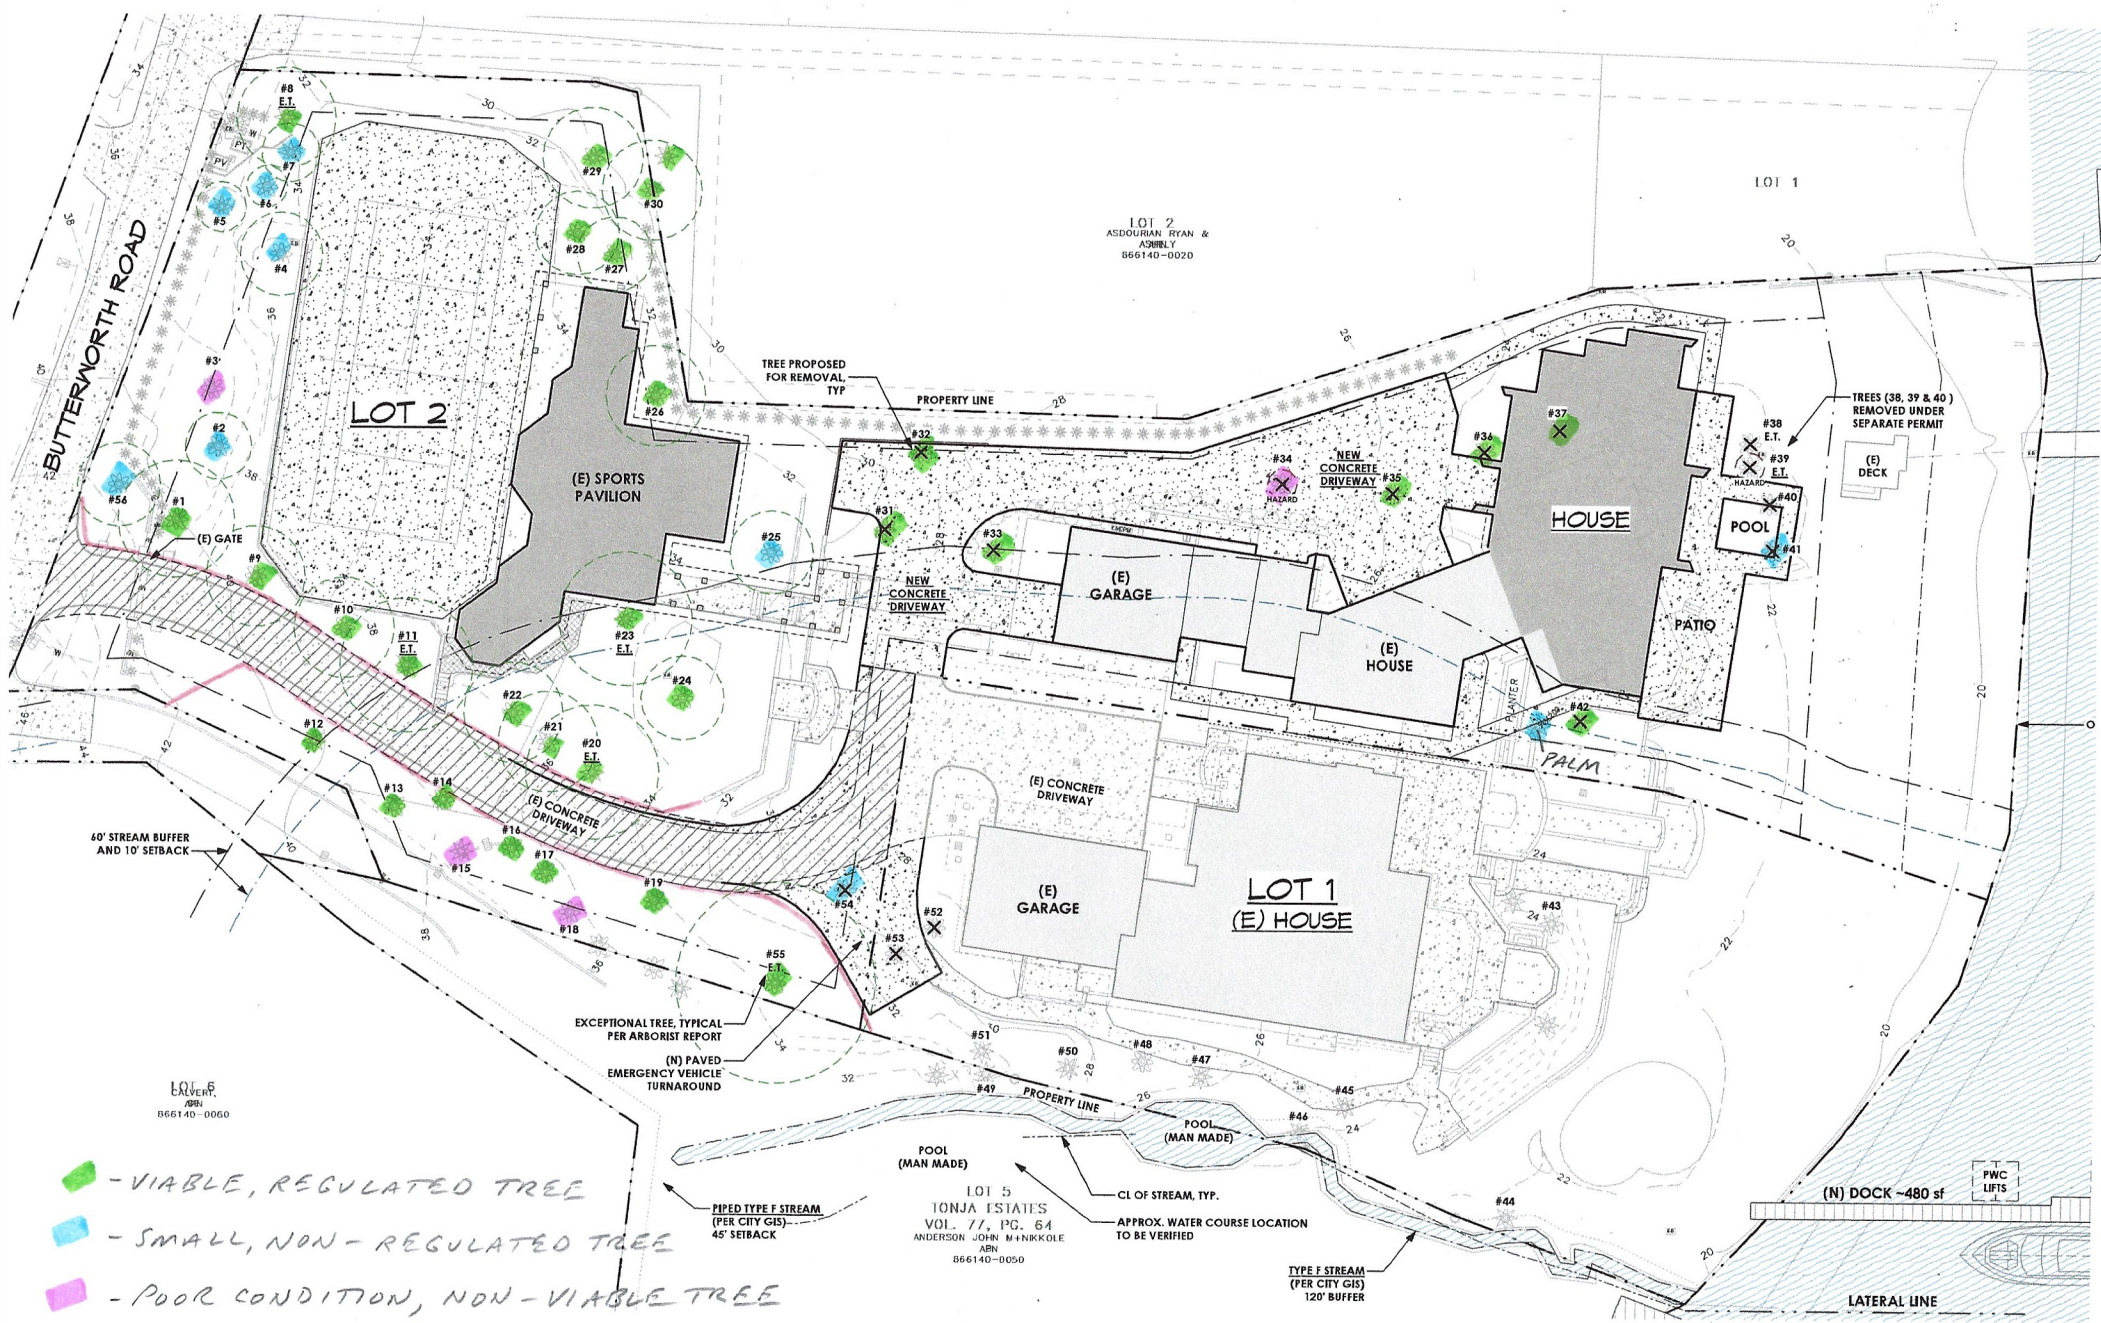 #8
E.T.
#7
#6
#5
#4
#3
#2
#56
#1
BUTTERWORTH ROAD
(E) GATE
#9
#10
#11
E.T.
#12
#13
#14
#15
#16
#17
#18
#19
LOT 2
(E) SPORTS
PAVILION
#29
#30
#28
#27
#26
#25
#23
E.T.
#24
#22
#21
#20
E.T.
(E) CONCRETE
DRIVEWAY
60' STREAM BUFFER
AND 10' SETBACK
LOT 2
ASDOURIAN RYAN &
866140-0020
LOT 1
TREE PROPOSED
FOR REMOVAL,
TYP
PROPERTY LINE
#32
#31
#33
#34
HAZARD
NEW
CONCRETE
DRIVEWAY
#35
#36
#37
HOUSE
NEW
CONCRETE
DRIVEWAY
(E)
GARAGE
(E)
HOUSE
TREES (38, 39 & 40 )
REMOVED UNDER
SEPARATE PERMIT
#38
E.T.
#39
E.T.
HAZARD
#40
(E)
DECK
POOL
#41
PATIO
PLANTER
#42
PALM
(E) CONCRETE
DRIVEWAY
(E)
GARAGE
LOT 1
(E) HOUSE
#43
#54
#52
#53
#55
E.T.
EXCEPTIONAL TREE, TYPICAL
PER ARBORIST REPORT
(N) PAVED
EMERGENCY VEHICLE
TURNAROUND
#51
#50
#49
#48
#47
#45
#46
#44
PROPERTY LINE
POOL
(MAN MADE)
POOL
(MAN MADE)
CL OF STREAM, TYP.
APPROX. WATER COURSE LOCATION
TO BE VERIFIED
PIPED TYPE F STREAM
(PER CITY GIS)
45' SETBACK
LOT 5
TONJA ESTATES
VOL. 77, PG. 64
ANDERSON JOHN M+NIKKOLE
ABN
866140-0050
TYPE F STREAM
(PER CITY GIS)
120' BUFFER
LOT 6
CALVERT,
866140-0060
(N) DOCK ~480 sf
PWC
LIFTS
LATERAL LINE
- VIABLE, REGULATED TREE
- SMALL, NON-REGULATED TREE
- POOR CONDITION, NON-VIABLE TREE